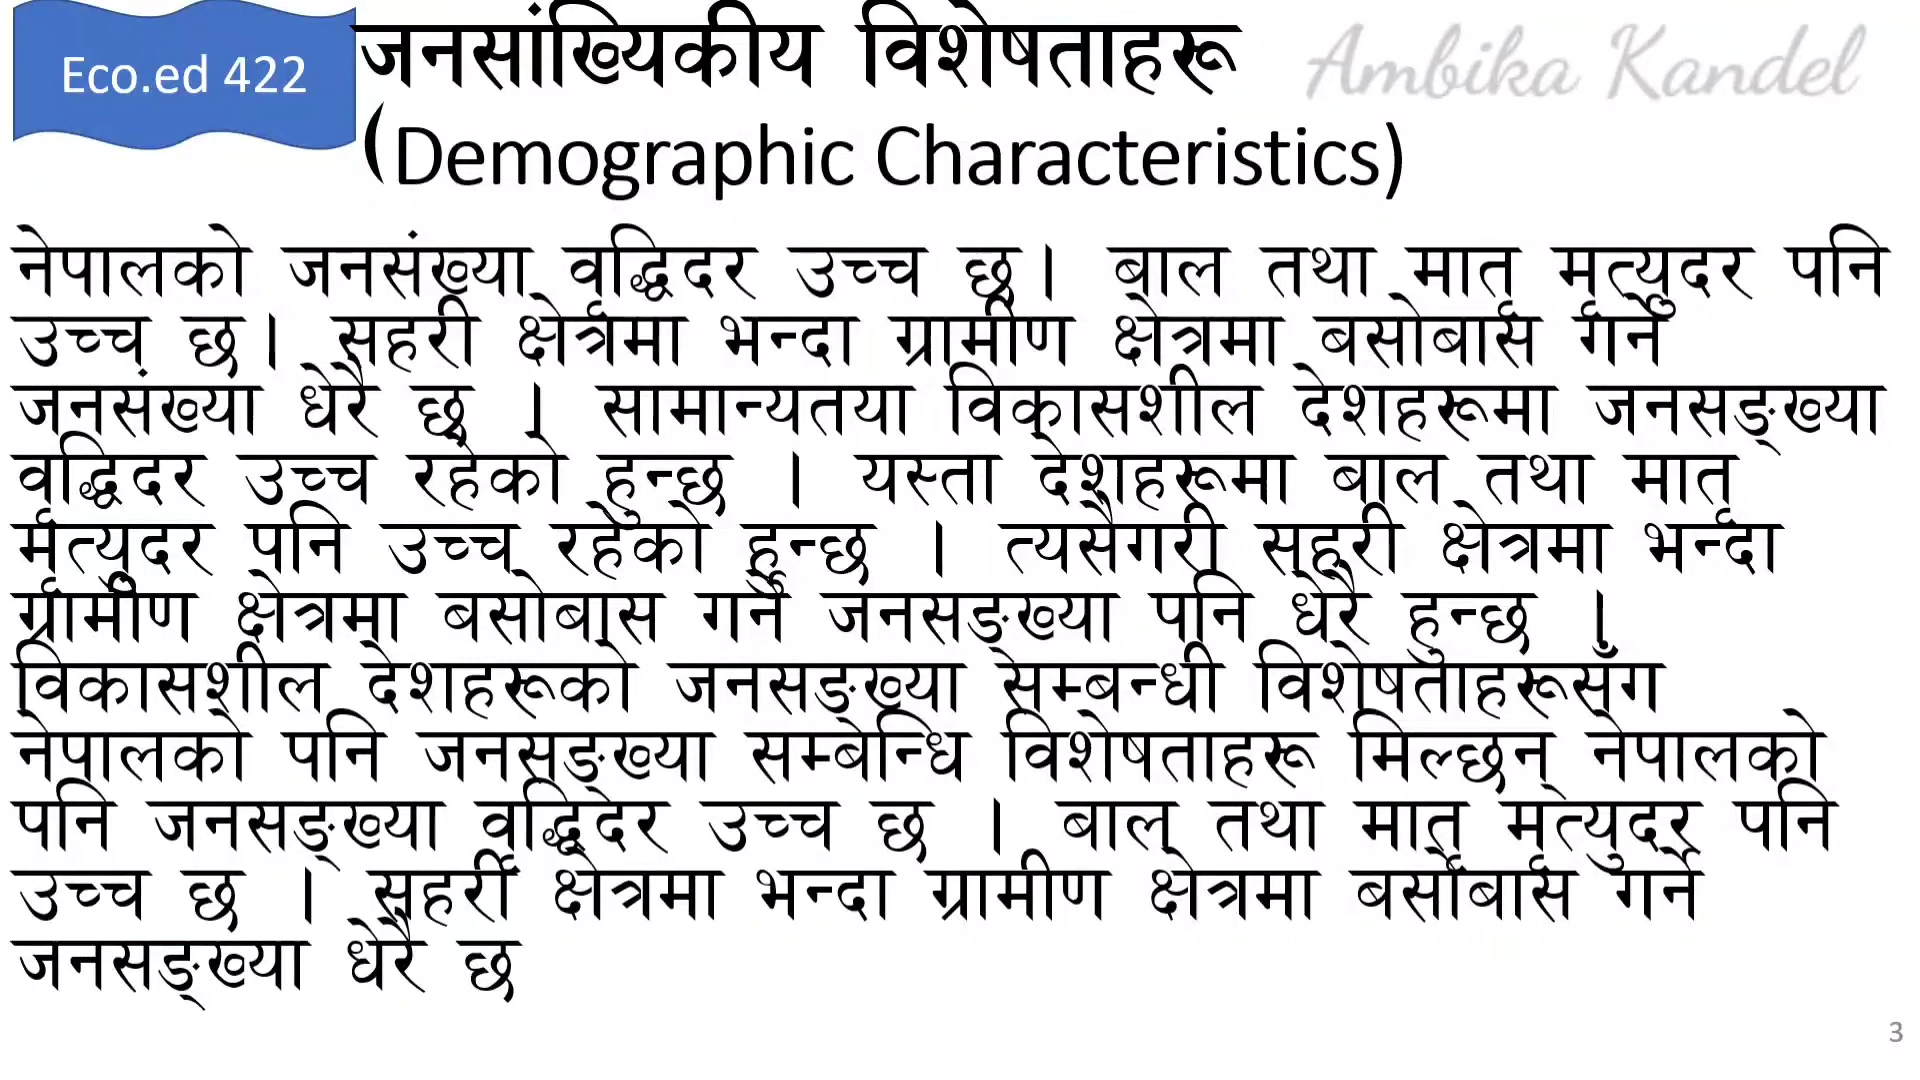 Eco.ed 422
जनसांख्यिकीय विशेषताहरू
Ambika Kandel
(Demographic Characteristics)
नेपालको जनसंख्या वृद्धिदर उच्च छ। बाल तथा मातृ मृत्युदर पनि
उच्च छ। सहरी क्षेत्रमा भन्दा ग्रामीण क्षेत्रमा बसोबास गर्ने
जनसंख्या धेरै छ । सामान्यतया विकासशील देशहरूमा जनसङ्ख्या
वृद्धिदर उच्च रहेको हुन्छ । यस्ता देशहरूमा बाल तथा मातृ
मृत्युदर पनि उच्च रहेको हुन्छ । त्यसैगरी सहरी क्षेत्रमा भन्दा
ग्रामीण क्षेत्रमा बसोबास गर्ने जनसङ्ख्या पनि धेरै हुन्छ ।
विकासशील देशहरूको जनसङ्ख्या सम्बन्धी विशेषताहरूसँग
नेपालको पनि जनसङ्ख्या सम्बन्धि विशेषताहरू मिल्छन् नेपालको
पनि जनसङ्ख्या वृद्धिदर उच्च छ । बाल तथा मातृ मृत्युदर पनि
उच्च छ । सहरी क्षेत्रमा भन्दा ग्रामीण क्षेत्रमा बसोबास गर्ने
जनसङ्ख्या धेरै छ
3